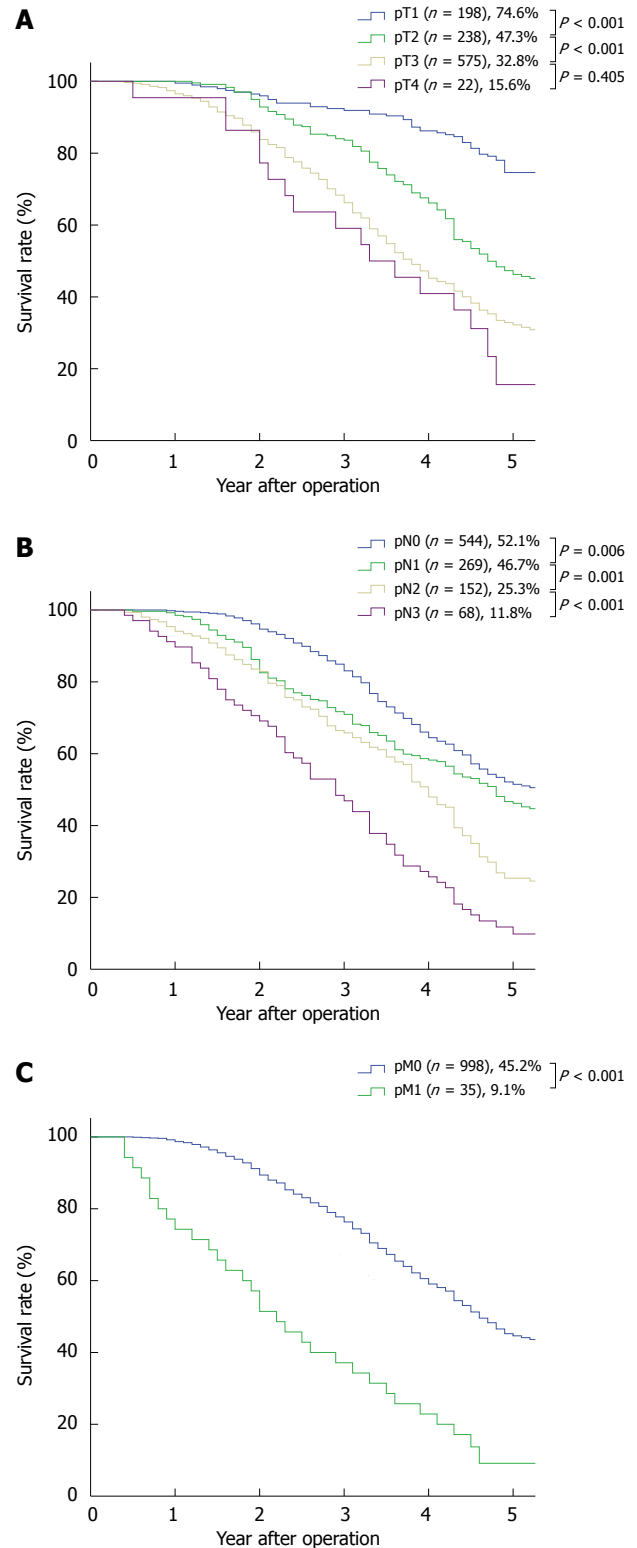 A
pT1 (n = 198), 74.6%
pT2 (n = 238), 47.3%
pT3 (n = 575), 32.8%
pT4 (n = 22), 15.6%
P < 0.001
P < 0.001
P = 0.405
Survival rate (%)
100
80
60
40
20
0
0 1 2 3 4 5
Year after operation
B
pN0 (n = 544), 52.1%
pN1 (n = 269), 46.7%
pN2 (n = 152), 25.3%
pN3 (n = 68), 11.8%
P = 0.006
P = 0.001
P < 0.001
Survival rate (%)
100
80
60
40
20
0
0 1 2 3 4 5
Year after operation
C
pM0 (n = 998), 45.2%
pM1 (n = 35), 9.1%
P < 0.001
Survival rate (%)
100
80
60
40
20
0
0 1 2 3 4 5
Year after operation